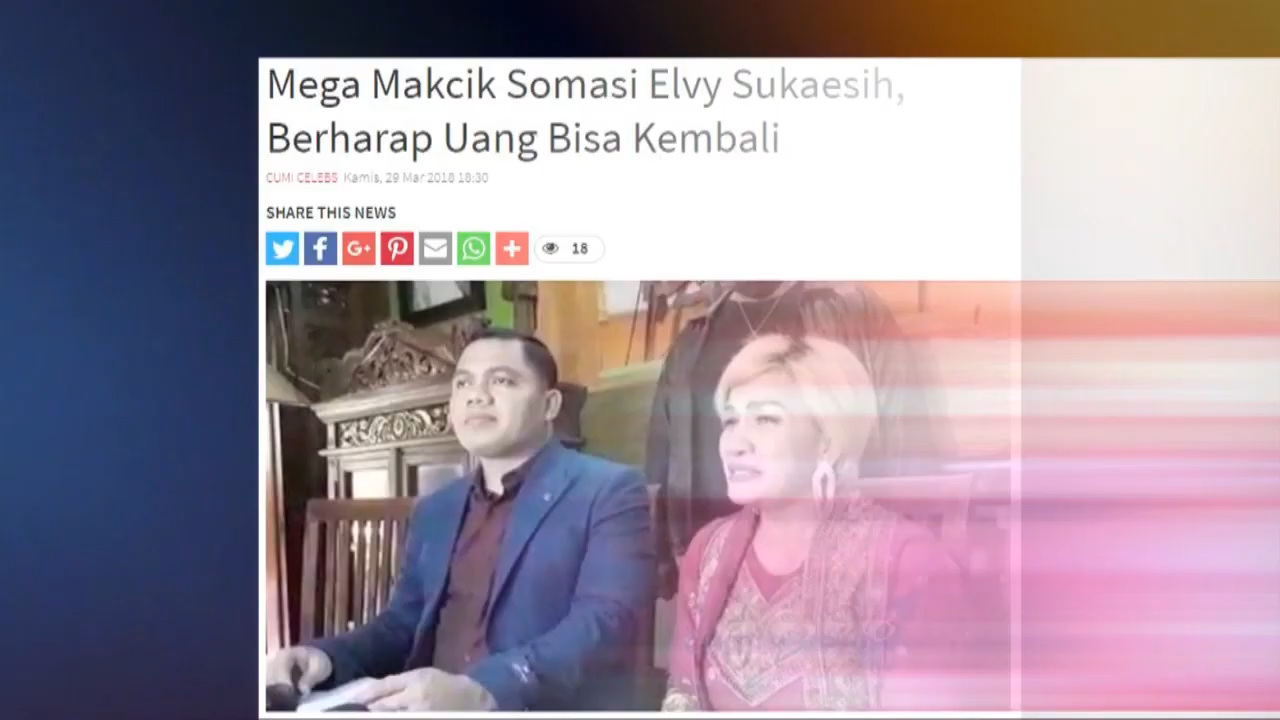 Mega Makcik Somasi Elvy Sukaesih,
Berharap Uang Bisa Kembali
CUMI CELEBS Kamis, 29 Mar 2018 18:30
SHARE THIS NEWS
18